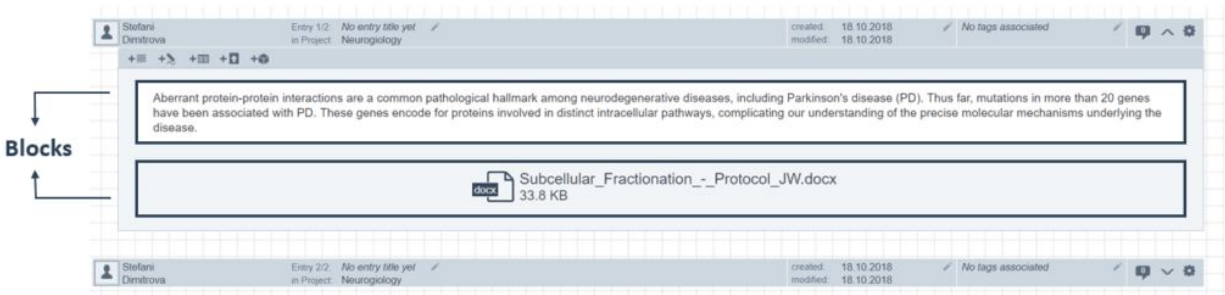 Stefani Entry 1/2: No entry title yet created: 18.10.2018 No tags associated
Dimitrova in Project: Neurogiology modified: 18.10.2018
Blocks
Aberrant protein-protein interactions are a common pathological hallmark among neurodegenerative diseases, including Parkinson's disease (PD). Thus far, mutations in more than 20 genes
have been associated with PD. These genes encode for proteins involved in distinct intracellular pathways, complicating our understanding of the precise molecular mechanisms underlying the
disease.
docx Subcellular_Fractionation_-_Protocol_JW.docx
33.8 KB
Stefani Entry 2/2: No entry title yet created: 18.10.2018 No tags associated
Dimitrova in Project: Neurogiology modified: 18.10.2018